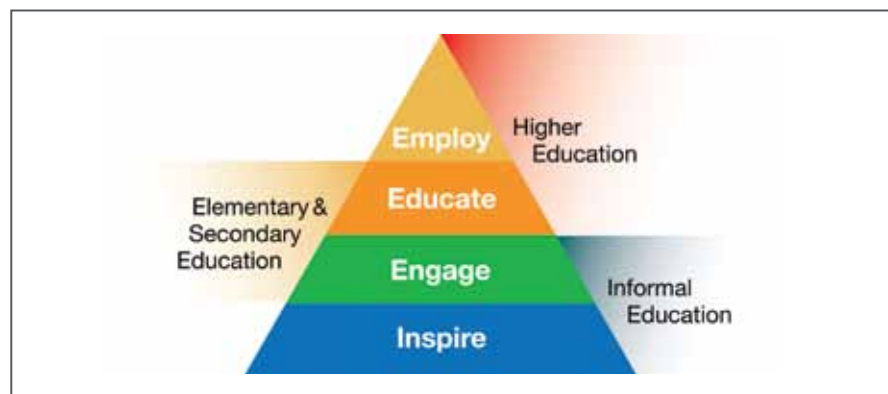 Employ
Higher
Education
Educate
Elementary &
Secondary
Education
Engage
Informal
Education
Inspire